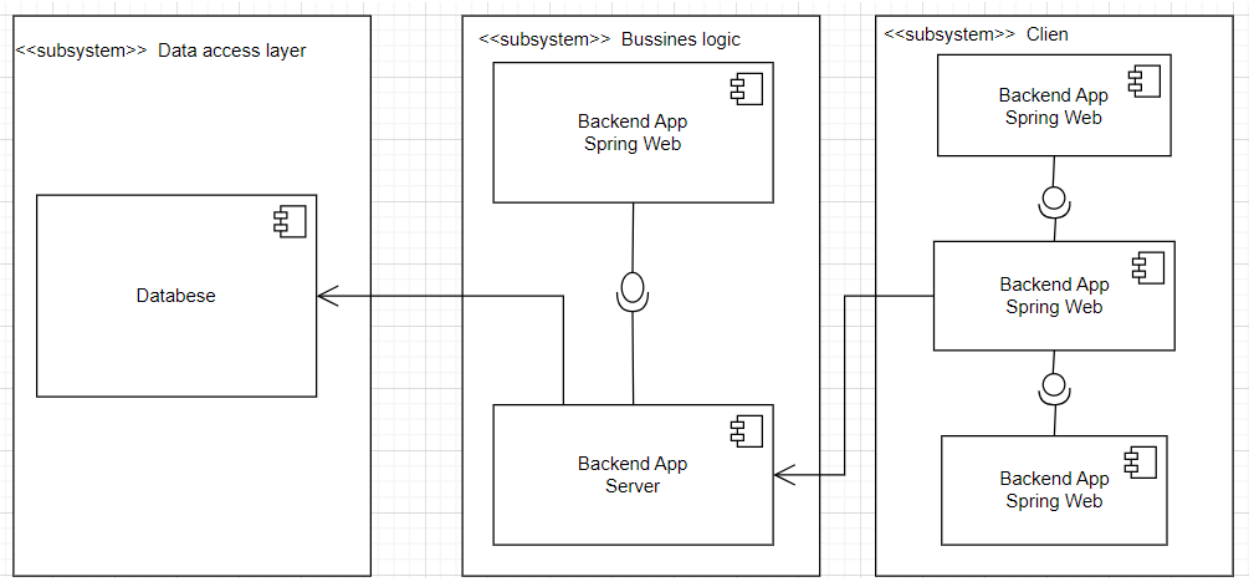 <<subsystem>> Data access layer
Databese
<<subsystem>> Bussines logic
Backend App
Spring Web
Backend App
Server
<<subsystem>> Clien
Backend App
Spring Web
Backend App
Spring Web
Backend App
Spring Web